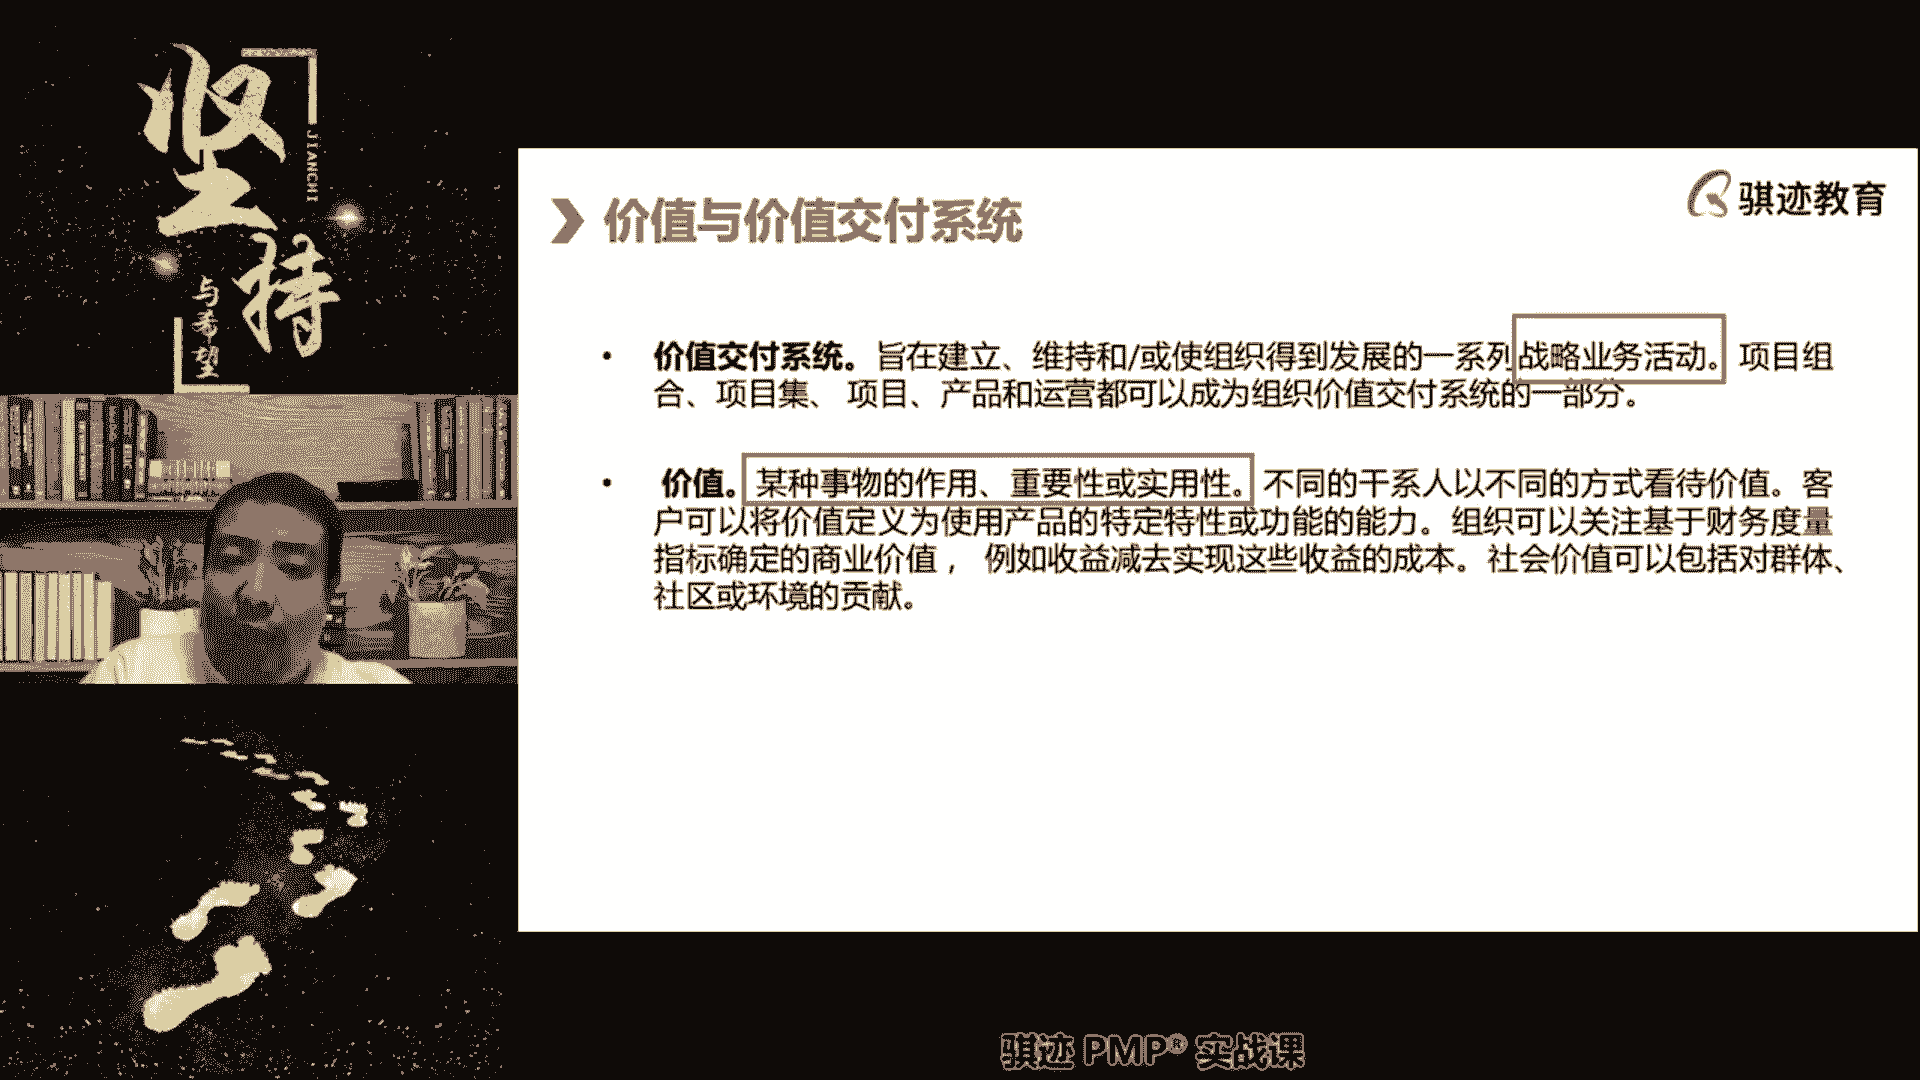 坚持
JIANCHI
与希望
骐迹教育
价值与价值交付系统
• 价值交付系统。旨在建立、维持和/或使组织得到发展的一系列战略业务活动。项目组
合、项目集、 项目、产品和运营都可以成为组织价值交付系统的一部分。
• 价值。某种事物的作用、重要性或实用性。不同的干系人以不同的方式看待价值。客
户可以将价值定义为使用产品的特定特性或功能的能力。组织可以关注基于财务度量
指标确定的商业价值， 例如收益减去实现这些收益的成本。社会价值可以包括对群体、
社区或环境的贡献。
骐迹 PMP® 实战课